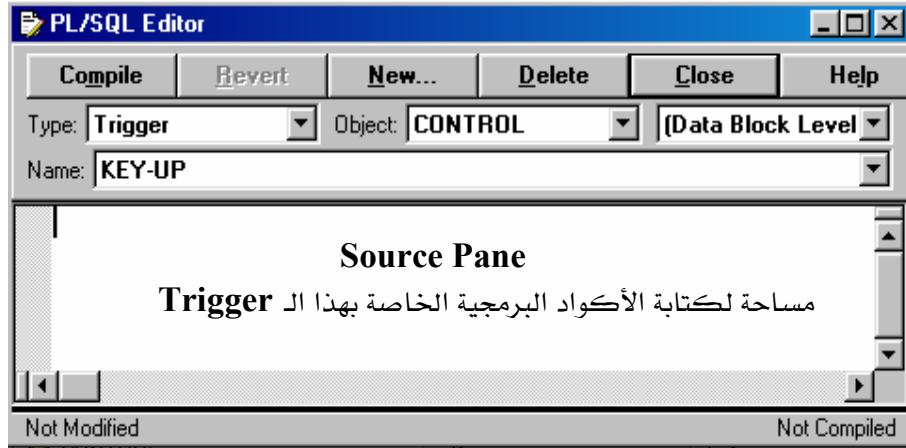 PL/SQL Editor
Compile Revert New... Delete Close Help
Type: Trigger Object: CONTROL (Data Block Level
Name: KEY-UP
Source Pane
مساحة لكتابة الأكواد البرمجية الخاصة بهذا الـ Trigger
Not Modified Not Compiled